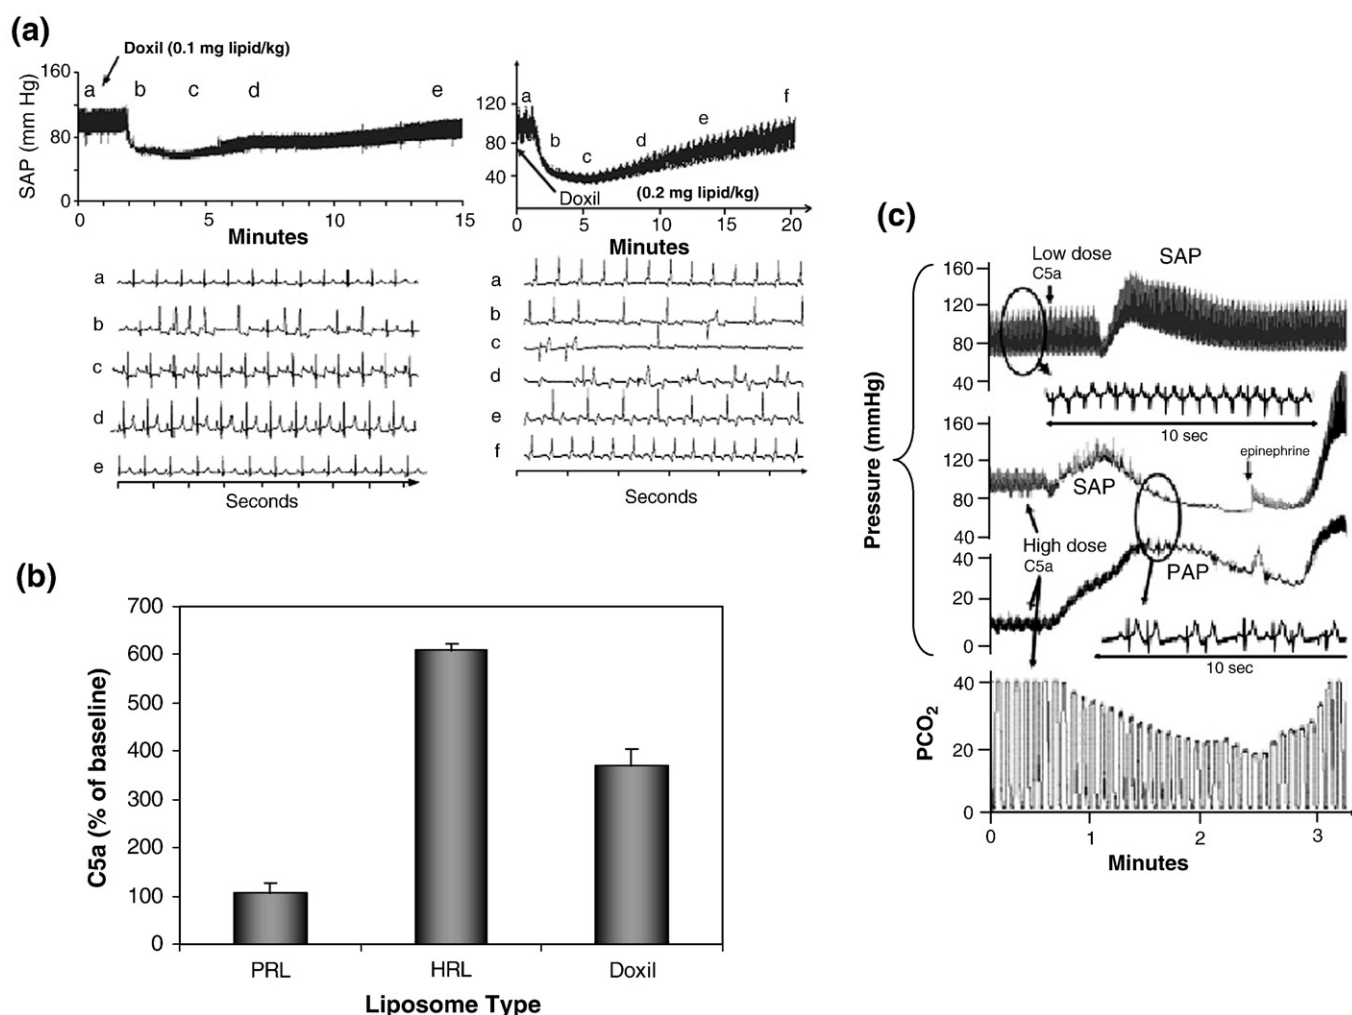 (a)
Doxil (0.1 mg lipid/kg)
SAP (mm Hg)
160
80
0
a b c d e
0 5 10 15
Minutes
120
80
40
a
b
c
d
e
f
Doxil
(0.2 mg lipid/kg)
0 5 10 15 20
Minutes
a
b
c
d
e
Seconds
a
b
c
d
e
f
Seconds
(b)
C5a (% of baseline)
700
600
500
400
300
200
100
0
PRL HRL Doxil
Liposome Type
(c)
Pressure (mmHg)
Low dose
C5a
SAP
160
120
80
40
10 sec
160
120
80
40
SAP
epinephrine
High dose
C5a
PAP
40
20
0
10 sec
PCO2
40
20
0
0 1 2 3
Minutes